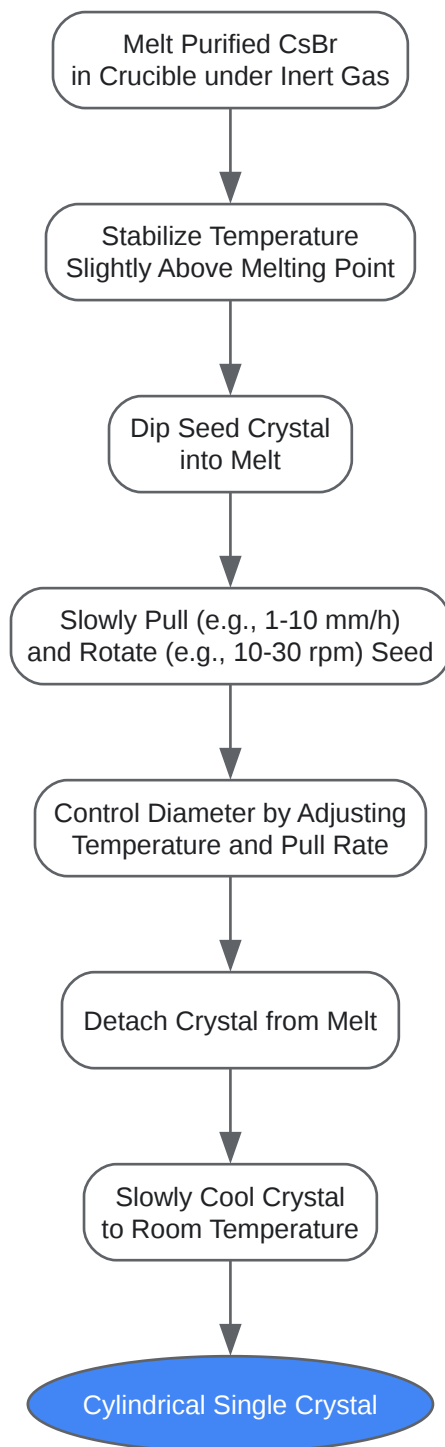 Melt Purified CsBr
in Crucible under Inert Gas
Stabilize Temperature
Slightly Above Melting Point
Dip Seed Crystal
into Melt
Slowly Pull (e.g., 1-10 mm/h)
and Rotate (e.g., 10-30 rpm) Seed
Control Diameter by Adjusting
Temperature and Pull Rate
Detach Crystal from Melt
Slowly Cool Crystal
to Room Temperature
Cylindrical Single Crystal